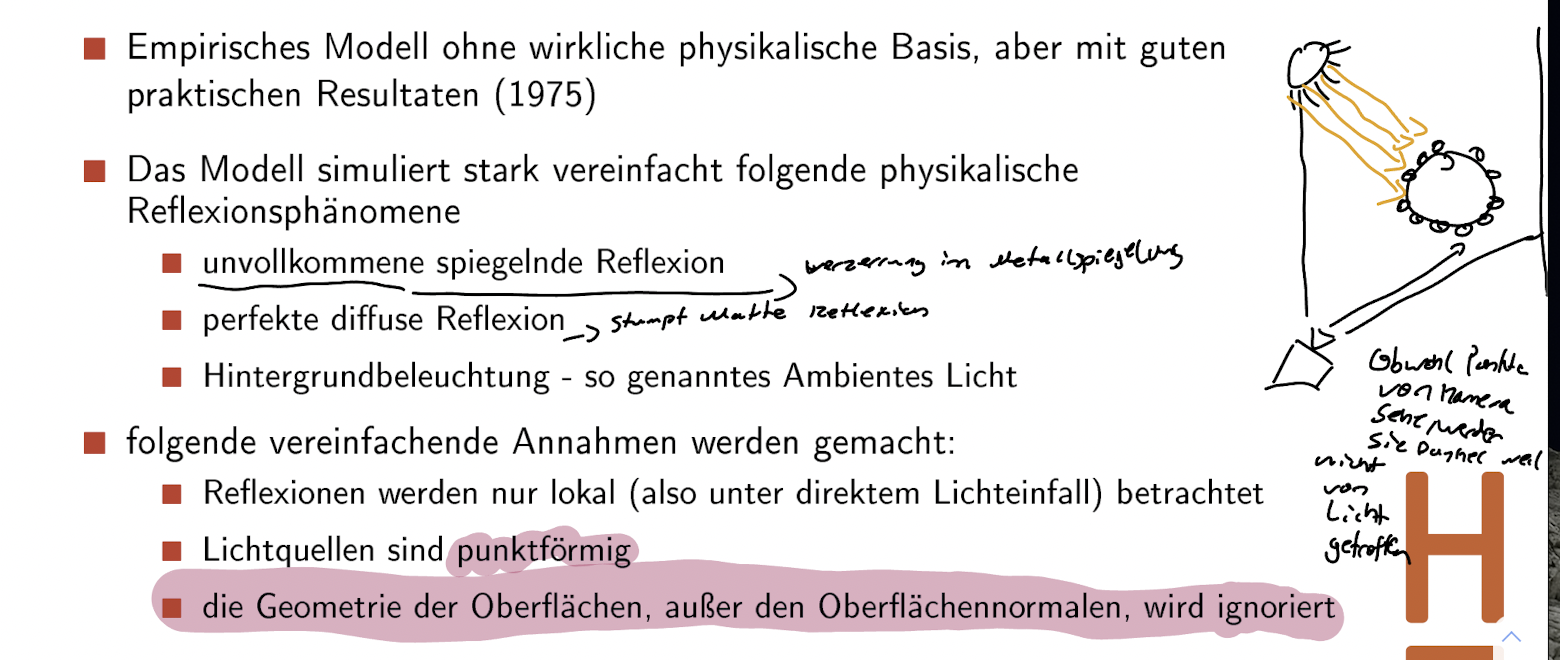 Empirisches Modell ohne wirkliche physikalische Basis, aber mit guten
praktischen Resultaten (1975)
Das Modell simuliert stark vereinfacht folgende physikalische
Reflexionsphänomene
unvollkommene spiegelnde Reflexion
verzerrung im Metallspiegelung
perfekte diffuse Reflexion
stumpf Matte Reflexion
Hintergrundbeleuchtung - so genanntes Ambientes Licht
folgende vereinfachende Annahmen werden gemacht:
Reflexionen werden nur lokal (also unter direktem Lichteinfall) betrachtet
Lichtquellen sind punktförmig
die Geometrie der Oberflächen, außer den Oberflächennormalen, wird ignoriert
Obwohl Punkte
von Kamera
werden
sie Dunkel weil
nicht
von
Licht
getroffen
H